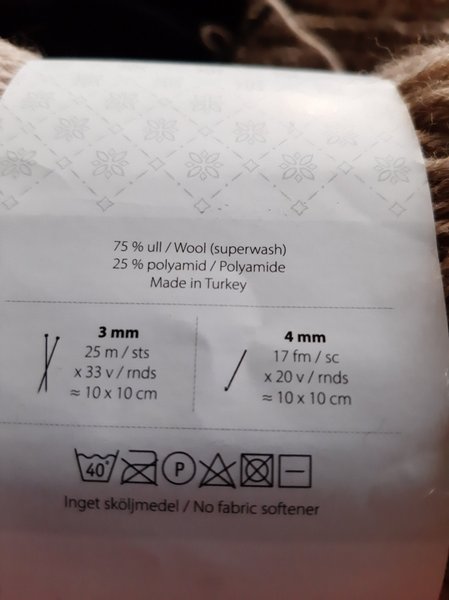 75 % ull / Wool (superwash)
25 % polyamid / Polyamide
Made in Turkey
3 mm
25 m / sts
x 33 v / rnds
≈ 10 x 10 cm
4 mm
17 fm / sc
x 20 v / rnds
≈ 10 x 10 cm
40° P
Inget sköljmedel / No fabric softener